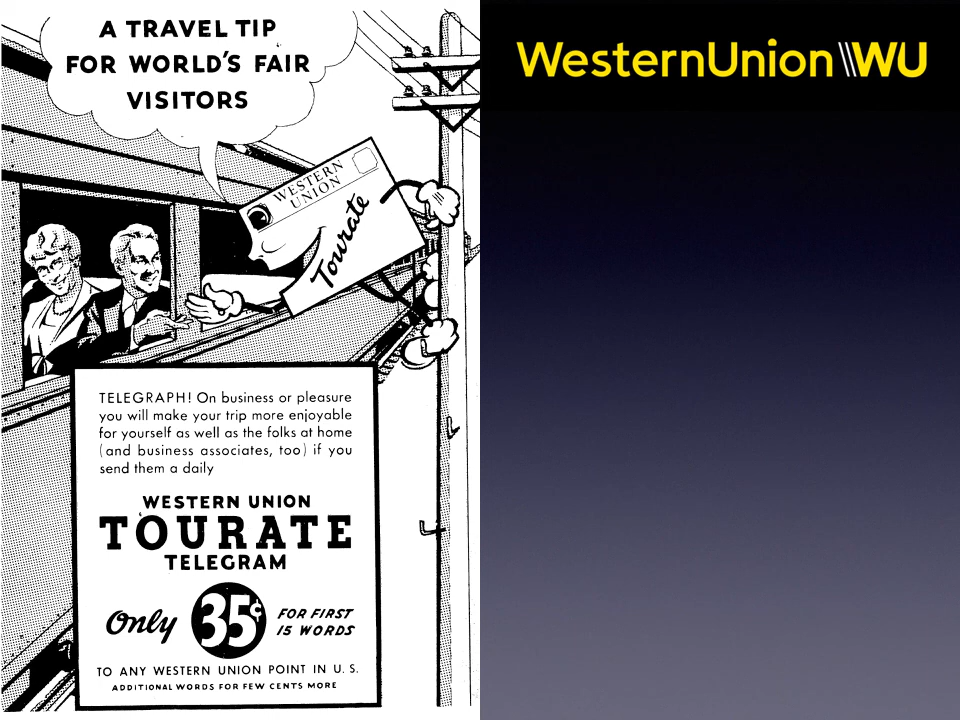 A TRAVEL TIP
FOR WORLD'S FAIR
VISITORS
WESTERN
UNION
Tourate
TELEGRAPH! On business or pleasure
you will make your trip more enjoyable
for yourself as well as the folks at home
(and business associates, too) if you
send them a daily
WESTERN UNION
TOURATE
TELEGRAM
Only 35¢ FOR FIRST
15 WORDS
TO ANY WESTERN UNION POINT IN U. S.
ADDITIONAL WORDS FOR FEW CENTS MORE
WesternUnion WU